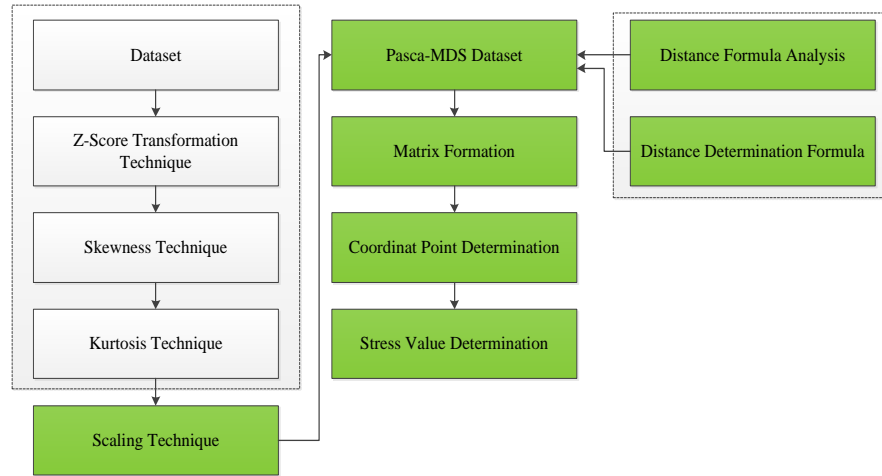 Dataset
Z-Score Transformation
Technique
Skewness Technique
Kurtosis Technique
Scaling Technique
Pasca-MDS Dataset
Matrix Formation
Coordinat Point Determination
Stress Value Determination
Distance Formula Analysis
Distance Determination Formula